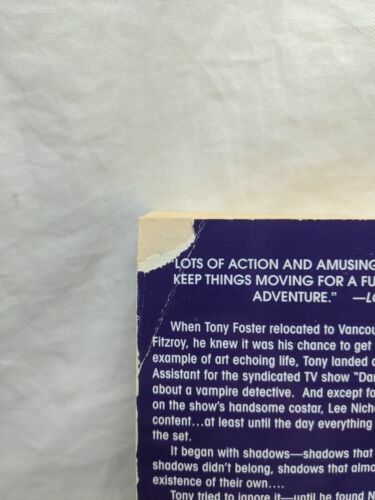 "LOTS OF ACTION AND AMUSING
KEEP THINGS MOVING FOR A FU
ADVENTURE." —Lo
When Tony Foster relocated to Vancou
Fitzroy, he knew it was his chance to get
example of art echoing life, Tony landed a
Assistant for the syndicated TV show "Dar
about a vampire detective. And except fo
on the show's handsome costar, Lee Niche
content...at least until the day everything
the set.
It began with shadows—shadows that
shadows didn't belong, shadows that almo
existence of their own....
Tony tried to ignore it—until he found N